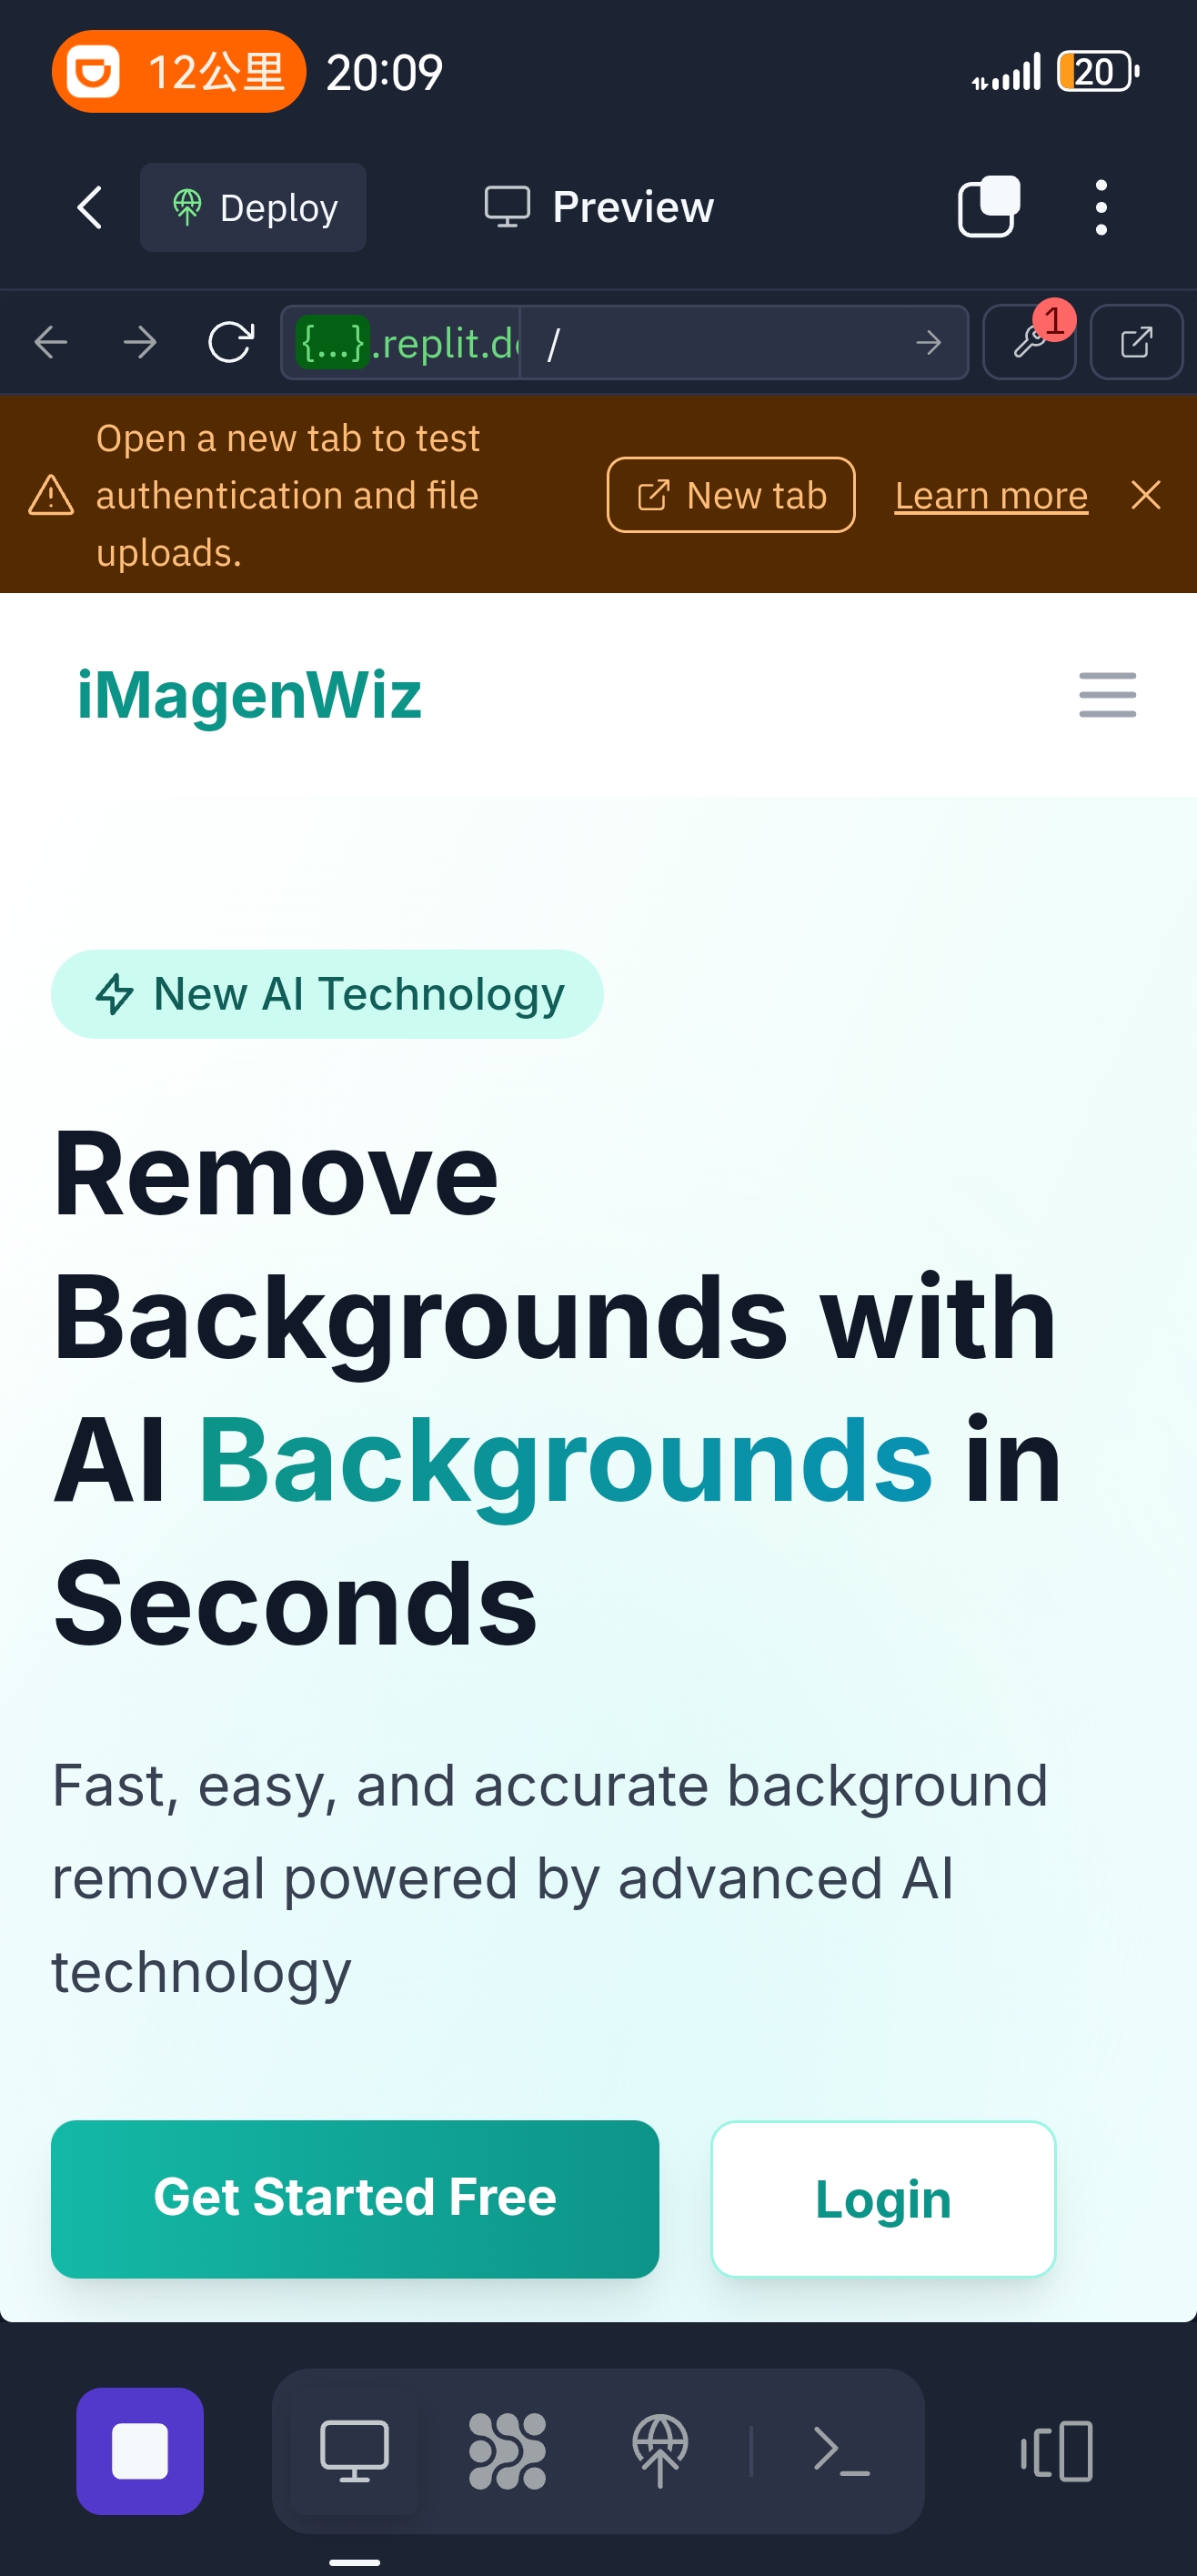 12公里 20:09 20
Deploy Preview
{...}.replit.d / 1
Open a new tab to test
authentication and file
uploads.
New tab Learn more
iMagenWiz
New AI Technology
Remove
Backgrounds with
AI Backgrounds in
Seconds
Fast, easy, and accurate background
removal powered by advanced AI
technology
Get Started Free Login